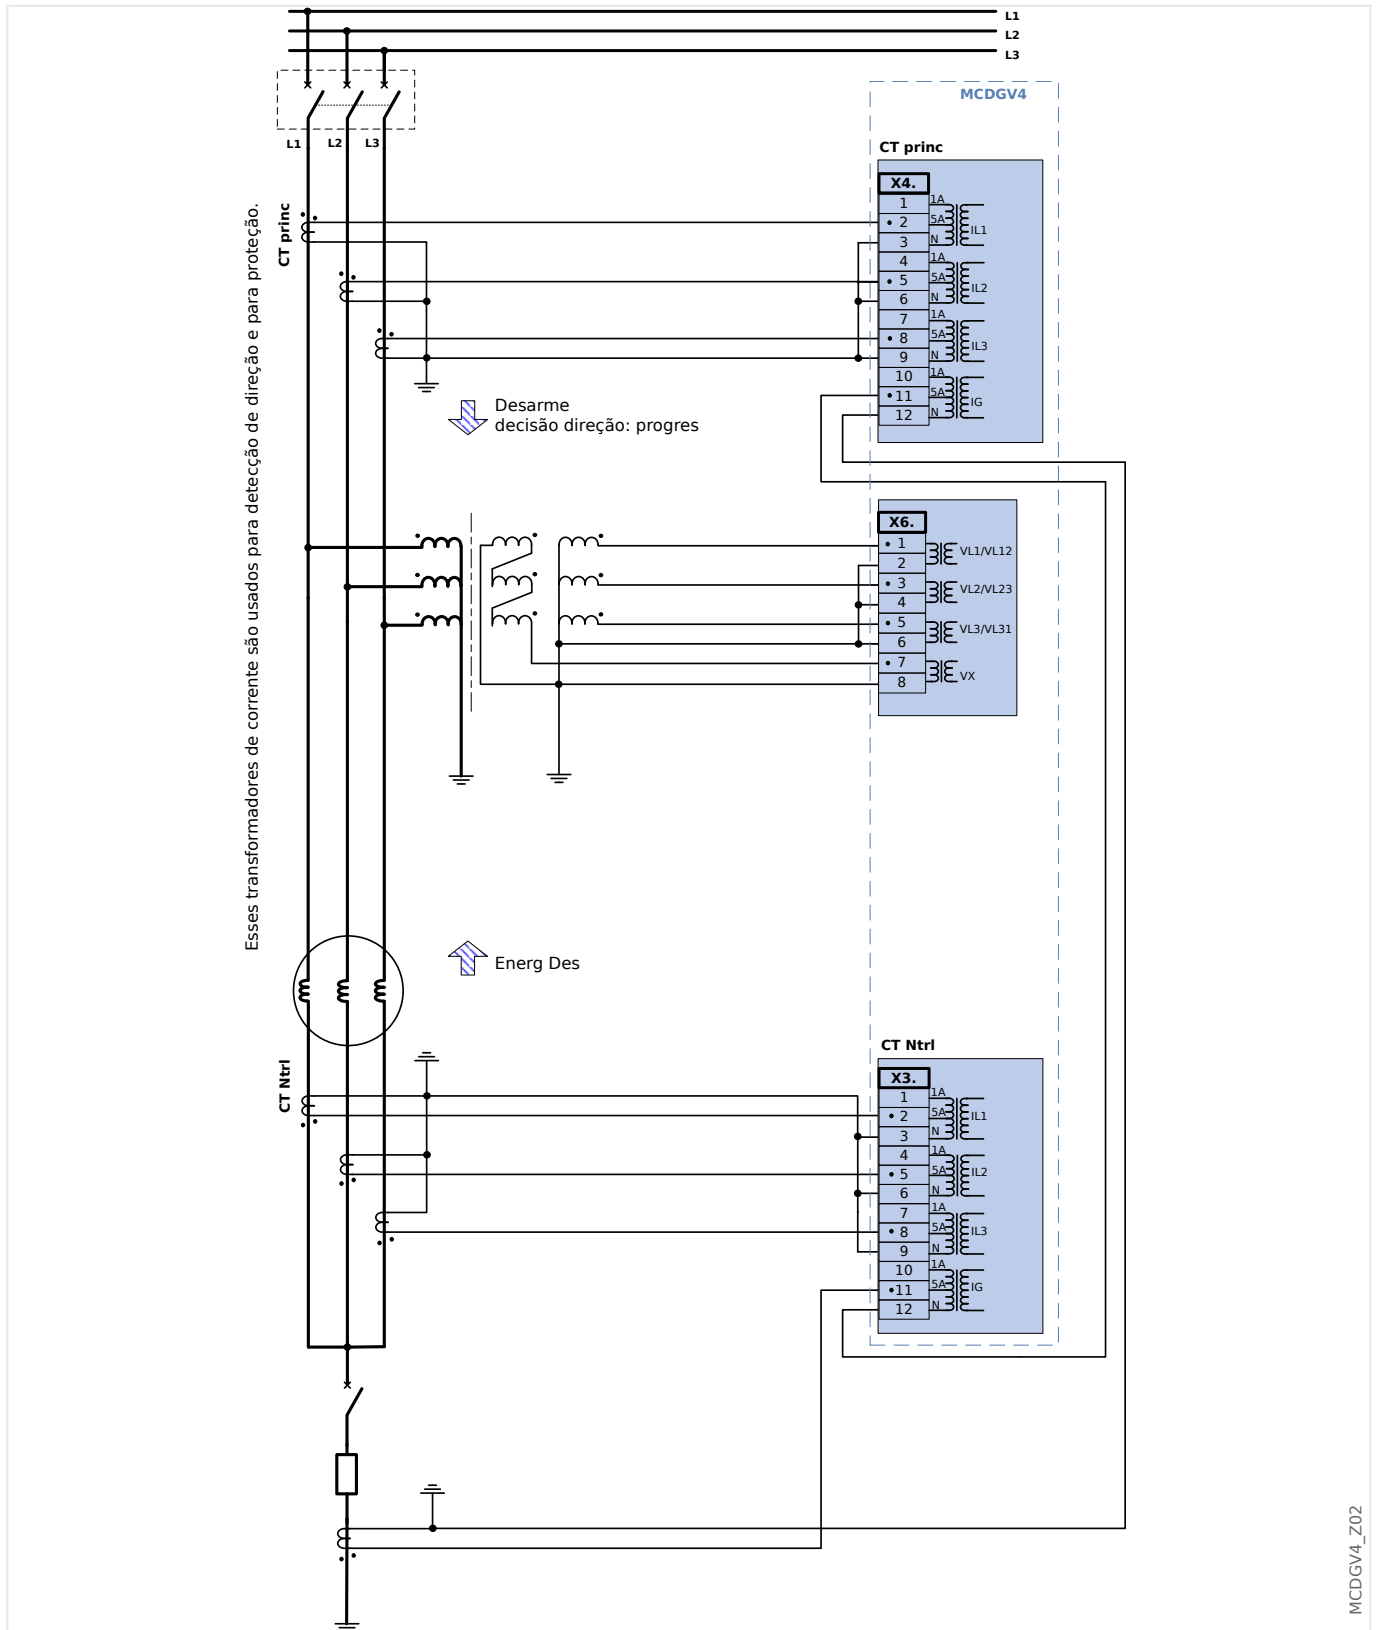 L1
L2
L3
L1
L2
L3
MCDGV4
CT princ
CT princ
X4.
1
2
3
4
5
6
7
8
9
10
11
12
1A
5A
N
IL1
1A
5A
N
IL2
1A
5A
N
IL3
1A
5A
N
IG
Esses transformadores de corrente são usados para detecção de direção e para proteção.
Desarme
decisão direção: progres
X6.
1
2
3
4
5
6
7
8
VL1/VL12
VL2/VL23
VL3/VL31
VX
Energ Des
CT Ntrl
CT Ntrl
X3.
1
2
3
4
5
6
7
8
9
10
11
12
1A
5A
N
IL1
1A
5A
N
IL2
1A
5A
N
IL3
1A
5A
N
IG
MCDGV4_Z02